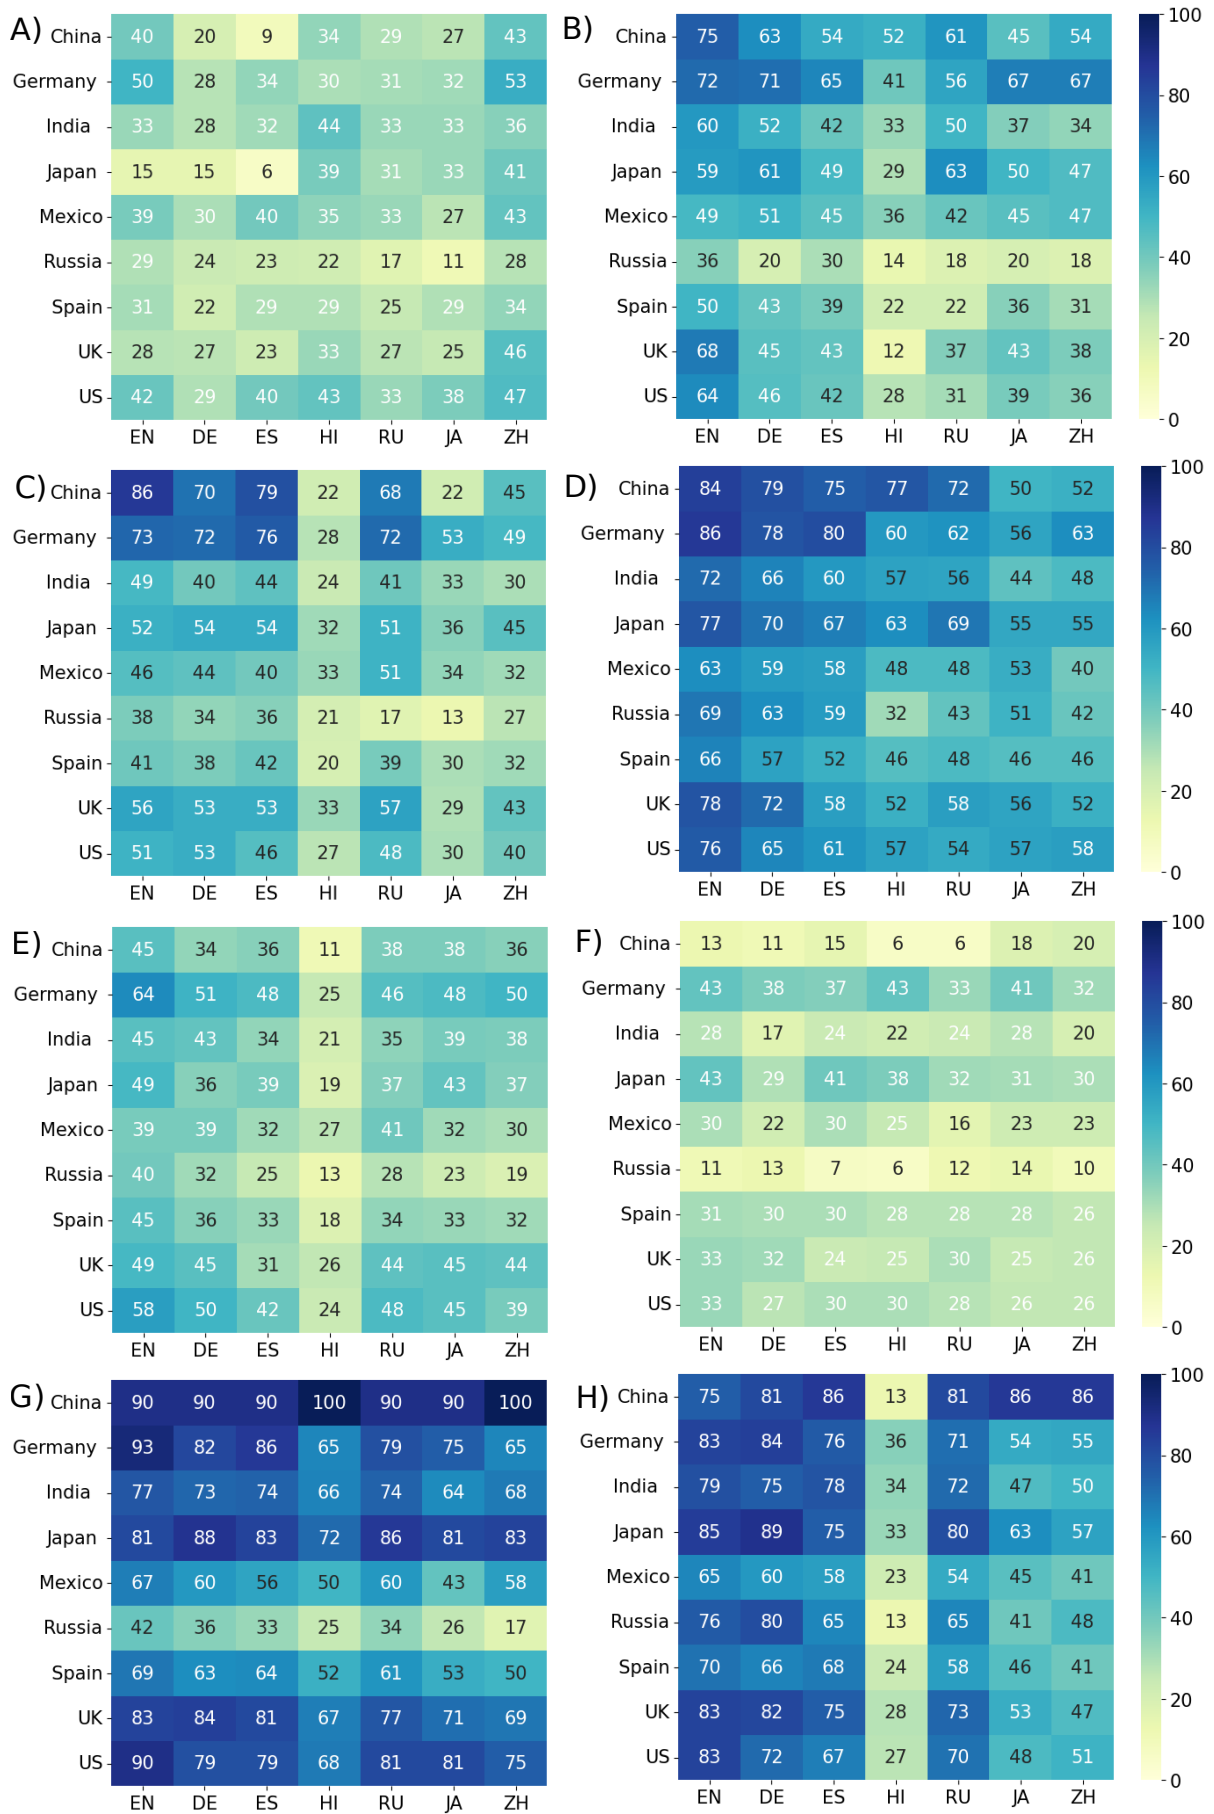 A)
China 40 20 9 34 29 27 43
Germany 50 28 34 30 31 32 53
India 33 28 32 44 33 33 36
Japan 15 15 6 39 31 33 41
Mexico 39 30 40 35 33 27 43
Russia 29 24 23 22 17 11 28
Spain 31 22 29 29 25 29 34
UK 28 27 23 33 27 25 46
US 42 29 40 43 33 38 47
EN DE ES HI RU JA ZH
B)
China 75 63 54 52 61 45 54
Germany 72 71 65 41 56 67 67
India 60 52 42 33 50 37 34
Japan 59 61 49 29 63 50 47
Mexico 49 51 45 36 42 45 47
Russia 36 20 30 14 18 20 18
Spain 50 43 39 22 22 36 31
UK 68 45 43 12 37 43 38
US 64 46 42 28 31 39 36
EN DE ES HI RU JA ZH
100
80
60
40
20
0
C)
China 86 70 79 22 68 22 45
Germany 73 72 76 28 72 53 49
India 49 40 44 24 41 33 30
Japan 52 54 54 32 51 36 45
Mexico 46 44 40 33 51 34 32
Russia 38 34 36 21 17 13 27
Spain 41 38 42 20 39 30 32
UK 56 53 53 33 57 29 43
US 51 53 46 27 48 30 40
EN DE ES HI RU JA ZH
D)
China 84 79 75 77 72 50 52
Germany 86 78 80 60 62 56 63
India 72 66 60 57 56 44 48
Japan 77 70 67 63 69 55 55
Mexico 63 59 58 48 48 53 40
Russia 69 63 59 32 43 51 42
Spain 66 57 52 46 48 46 46
UK 78 72 58 52 58 56 52
US 76 65 61 57 54 57 58
EN DE ES HI RU JA ZH
100
80
60
40
20
0
E)
China 45 34 36 11 38 38 36
Germany 64 51 48 25 46 48 50
India 45 43 34 21 35 39 38
Japan 49 36 39 19 37 43 37
Mexico 39 39 32 27 41 32 30
Russia 40 32 25 13 28 23 19
Spain 45 36 33 18 34 33 32
UK 49 45 31 26 44 45 44
US 58 50 42 24 48 45 39
EN DE ES HI RU JA ZH
F)
China 13 11 15 6 6 18 20
Germany 43 38 37 43 33 41 32
India 28 17 24 22 24 28 20
Japan 43 29 41 38 32 31 30
Mexico 30 22 30 25 16 23 23
Russia 11 13 7 6 12 14 10
Spain 31 30 30 28 28 28 26
UK 33 32 24 25 30 25 26
US 33 27 30 30 28 26 26
EN DE ES HI RU JA ZH
100
80
60
40
20
0
G)
China 90 90 90 100 90 90 100
Germany 93 82 86 65 79 75 65
India 77 73 74 66 74 64 68
Japan 81 88 83 72 86 81 83
Mexico 67 60 56 50 60 43 58
Russia 42 36 33 25 34 26 17
Spain 69 63 64 52 61 53 50
UK 83 84 81 67 77 71 69
US 90 79 79 68 81 81 75
EN DE ES HI RU JA ZH
H)
China 75 81 86 13 81 86 86
Germany 83 84 76 36 71 54 55
India 79 75 78 34 72 47 50
Japan 85 89 75 33 80 63 57
Mexico 65 60 58 23 54 45 41
Russia 76 80 65 13 65 41 48
Spain 70 66 68 24 58 46 41
UK 83 82 75 28 73 53 47
US 83 72 67 27 70 48 51
EN DE ES HI RU JA ZH
100
80
60
40
20
0